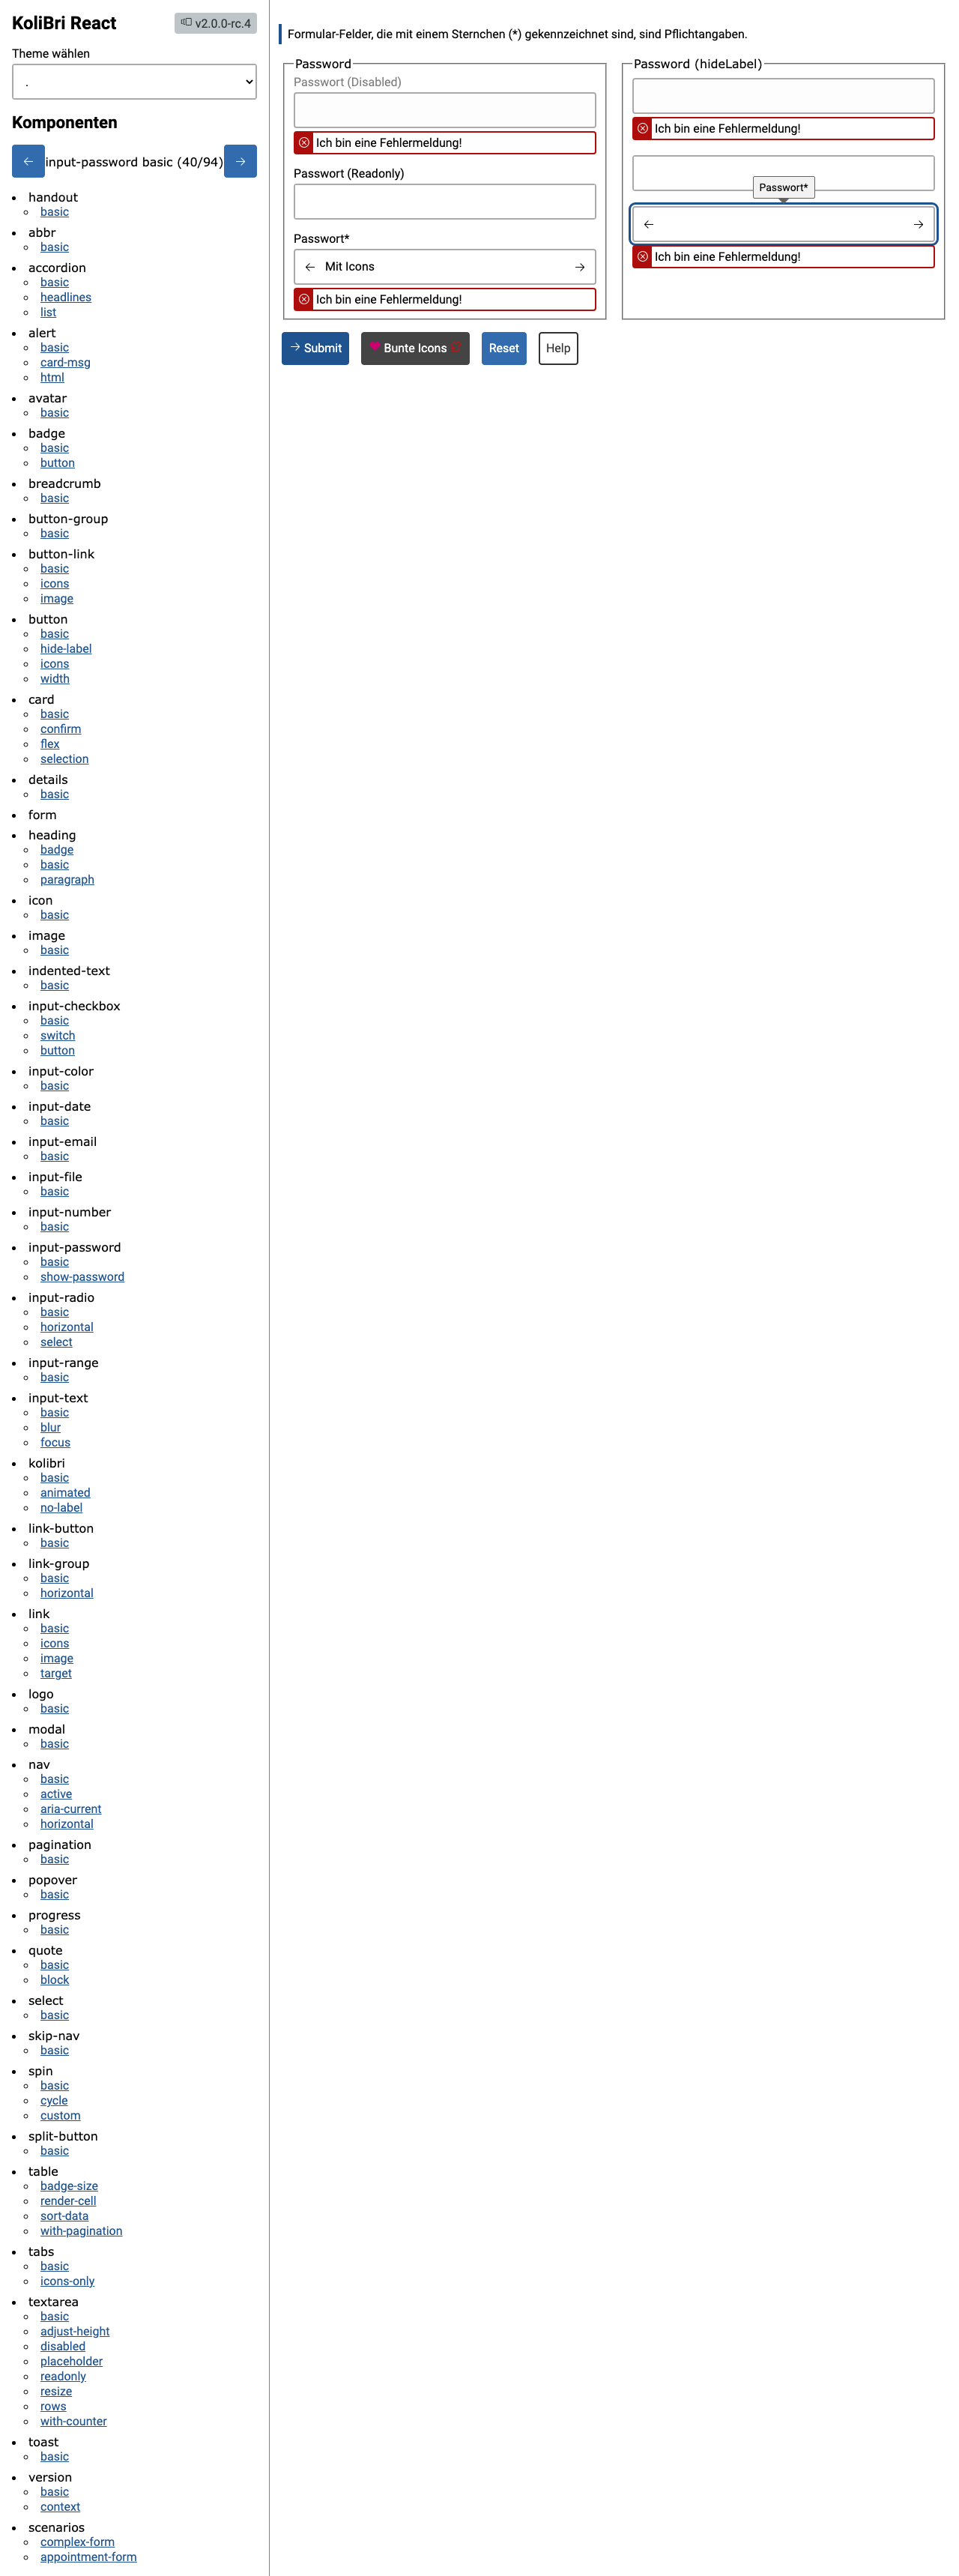 KoliBri React
v2.0.0-rc.4
Theme wählen
.
Komponenten
input-password basic (40/94)
handout
basic
abbr
basic
accordion
basic
headlines
list
alert
basic
card-msg
html
avatar
basic
badge
basic
button
breadcrumb
basic
button-group
basic
button-link
basic
icons
image
button
basic
hide-label
icons
width
card
basic
confirm
flex
selection
details
basic
form
heading
badge
basic
paragraph
icon
basic
image
basic
indented-text
basic
input-checkbox
basic
switch
button
input-color
basic
input-date
basic
input-email
basic
input-file
basic
input-number
basic
input-password
basic
show-password
input-radio
basic
horizontal
select
input-range
basic
input-text
basic
blur
focus
kolibri
basic
animated
no-label
link-button
basic
link-group
basic
horizontal
link
basic
icons
image
target
logo
basic
modal
basic
nav
basic
active
aria-current
horizontal
pagination
basic
popover
basic
progress
basic
quote
basic
block
select
basic
skip-nav
basic
spin
basic
cycle
custom
split-button
basic
table
badge-size
render-cell
sort-data
with-pagination
tabs
basic
icons-only
textarea
basic
adjust-height
disabled
placeholder
readonly
resize
rows
with-counter
toast
basic
version
basic
context
scenarios
complex-form
appointment-form
Formular-Felder, die mit einem Sternchen (*) gekennzeichnet sind, sind Pflichtangaben.
Password
Passwort (Disabled)
Ich bin eine Fehlermeldung!
Passwort (Readonly)
Passwort*
Mit Icons
Ich bin eine Fehlermeldung!
Password (hideLabel)
Ich bin eine Fehlermeldung!
Passwort*
Ich bin eine Fehlermeldung!
Submit
Bunte Icons
Reset
Help